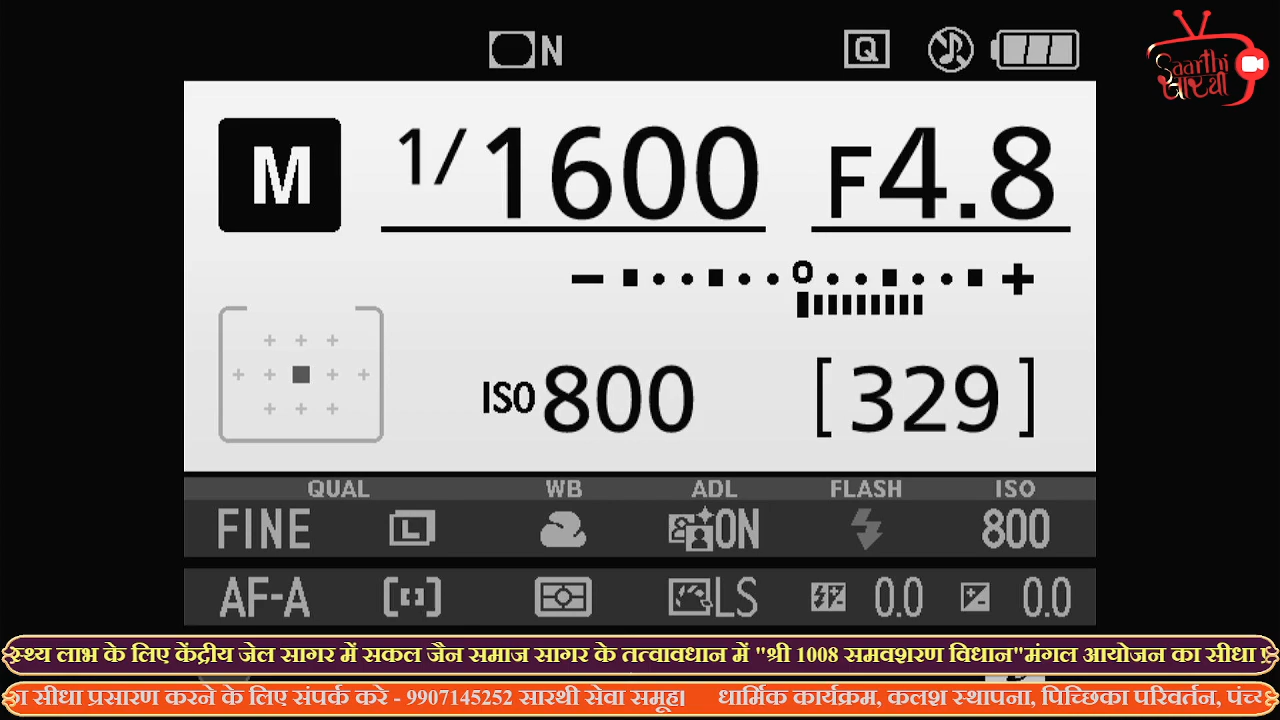 N Q
Saarthi
सारथी
M 1/1600 F4.8
− 0 +
ISO 800 [329]
QUAL WB ADL FLASH ISO
FINE L ON 800
AF-A LS 0.0 0.0
स्थ्य लाभ के लिए केंद्रीय जेल सागर में सकल जैन समाज सागर के तत्वावधान में "श्री 1008 समवशरण विधान"मंगल आयोजन का सीधा
सीधा प्रसारण करने के लिए संपर्क करे - 9907145252 सारथी सेवा समूहा धार्मिक कार्यक्रम, कलश स्थापना, पिच्छिका परिवर्तन,